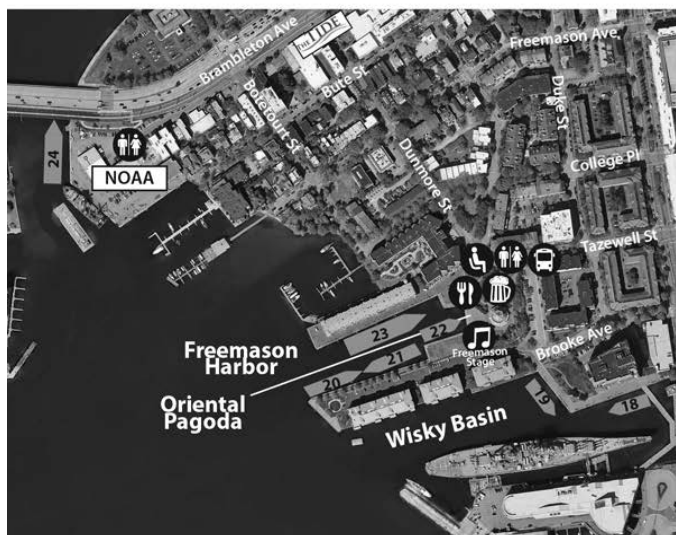 Brambleton Ave
THE TIDE
Freemason Ave
Bute St
Botetourt St
Duke St
24
NOAA
Dunmore St
College Pl
Tazewell St
23
22
Freemason
Harbor
Freemason
Stage
21
Brooke Ave
20
Oriental
Pagoda
19
18
Wisky Basin